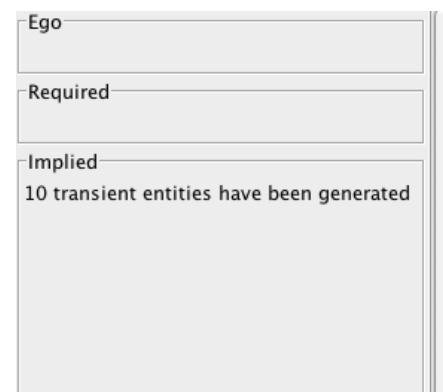 Ego
Required
Implied
10 transient entities have been generated